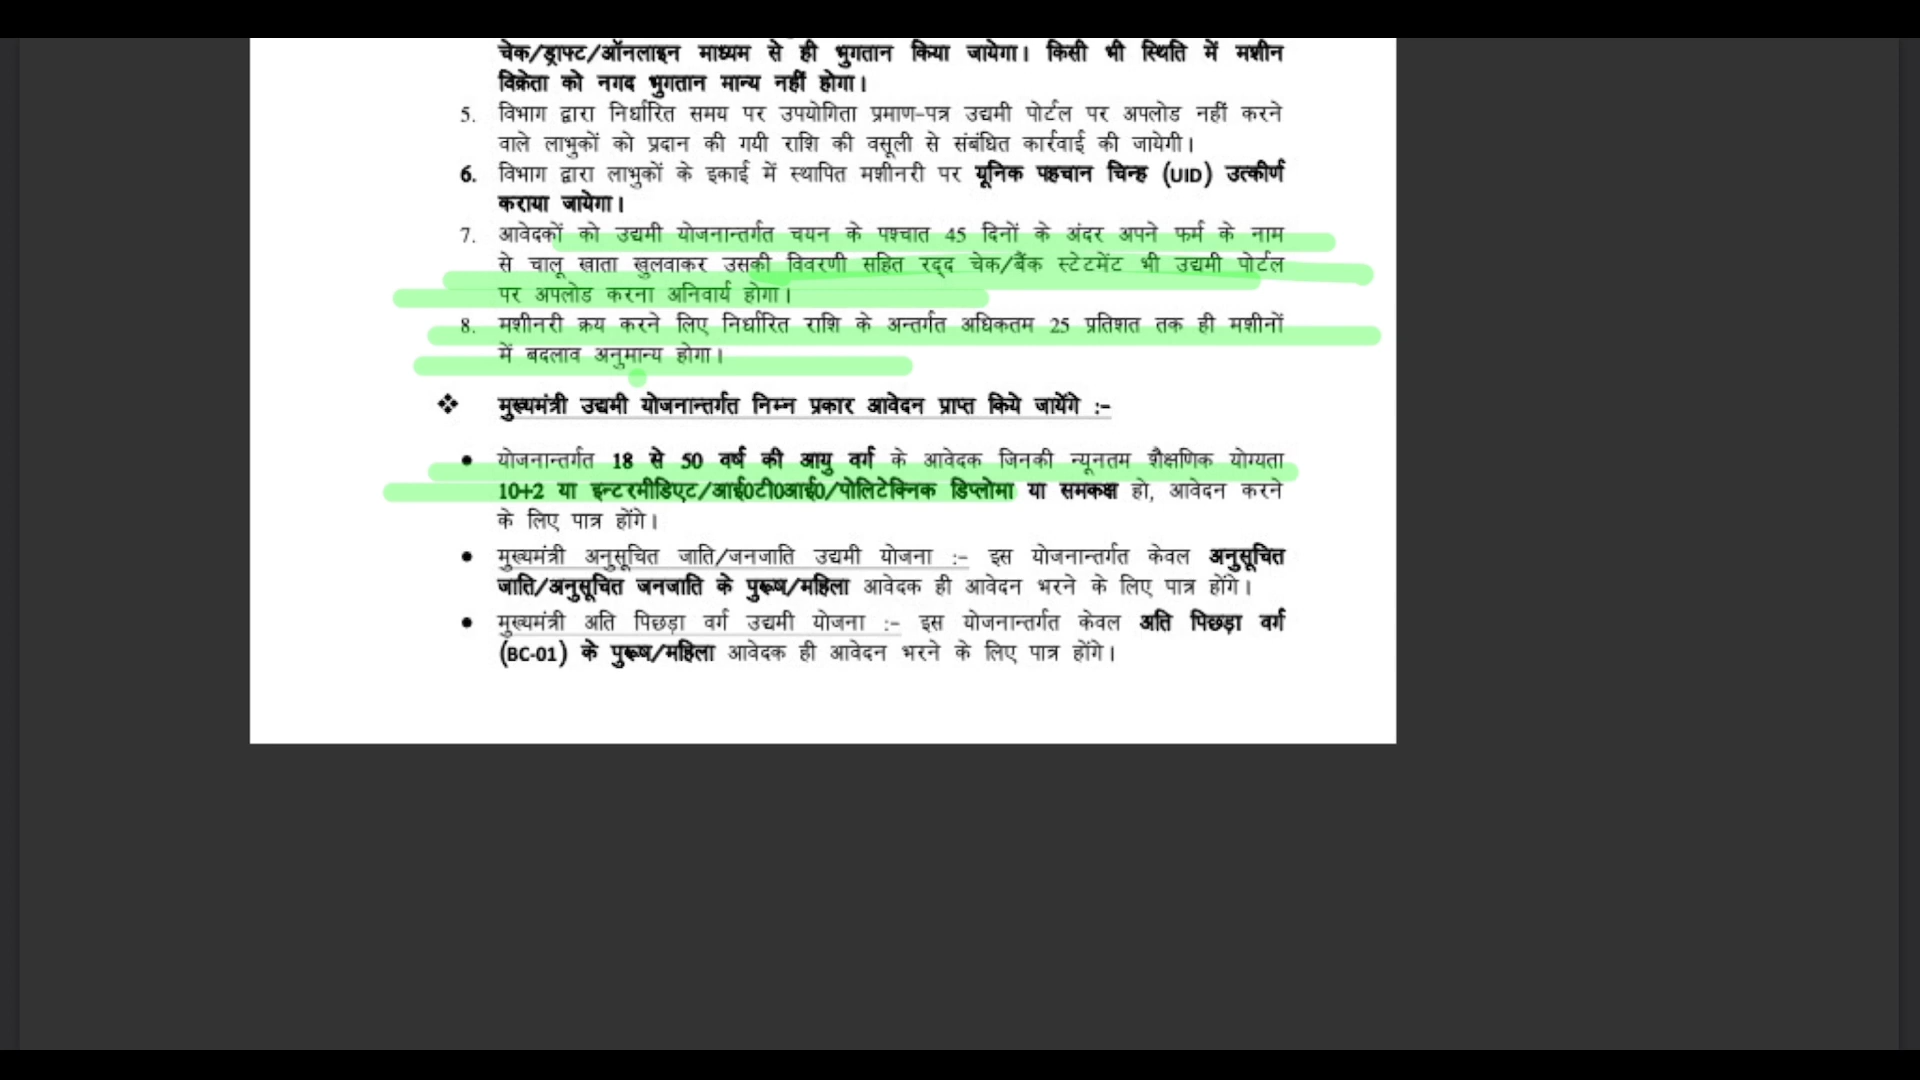 चेक/ड्राफ्ट/ऑनलाइन माध्यम से ही भुगतान किया जायेगा। किसी भी स्थिति में मशीन
विक्रेता को नगद भुगतान मान्य नहीं होगा।
5. विभाग द्वारा निर्धारित समय पर उपयोगिता प्रमाण-पत्र उद्यमी पोर्टल पर अपलोड नहीं करने
वाले लाभुकों को प्रदान की गयी राशि की वसूली से संबंधित कार्रवाई की जायेगी।
6. विभाग द्वारा लाभुकों के इकाई में स्थापित मशीनरी पर यूनिक पहचान चिन्ह (UID) उत्कीर्ण
कराया जायेगा।
7. आवेदकों को उद्यमी योजनान्तर्गत चयन के पश्चात 45 दिनों के अंदर अपने फर्म के नाम
से चालू खाता खुलवाकर उसकी विवरणी सहित रद्द चेक/बैंक स्टेटमेंट भी उद्यमी पोर्टल
पर अपलोड करना अनिवार्य होगा।
8. मशीनरी क्रय करने लिए निर्धारित राशि के अन्तर्गत अधिकतम 25 प्रतिशत तक ही मशीनों
में बदलाव अनुमान्य होगा।
❖ मुख्यमंत्री उद्यमी योजनान्तर्गत निम्न प्रकार आवेदन प्राप्त किये जायेंगे :-
• योजनान्तर्गत 18 से 50 वर्ष की आयु वर्ग के आवेदक जिनकी न्यूनतम शैक्षणिक योग्यता
10+2 या इन्टरमीडिएट/आई0टी0आई0/पोलिटेक्निक डिप्लोमा या समकक्ष हो, आवेदन करने
के लिए पात्र होंगे।
• मुख्यमंत्री अनुसूचित जाति/जनजाति उद्यमी योजना :- इस योजनान्तर्गत केवल अनुसूचित
जाति/अनुसूचित जनजाति के पुरूष/महिला आवेदक ही आवेदन भरने के लिए पात्र होंगे।
• मुख्यमंत्री अति पिछड़ा वर्ग उद्यमी योजना :- इस योजनान्तर्गत केवल अति पिछड़ा वर्ग
(BC-01) के पुरूष/महिला आवेदक ही आवेदन भरने के लिए पात्र होंगे।